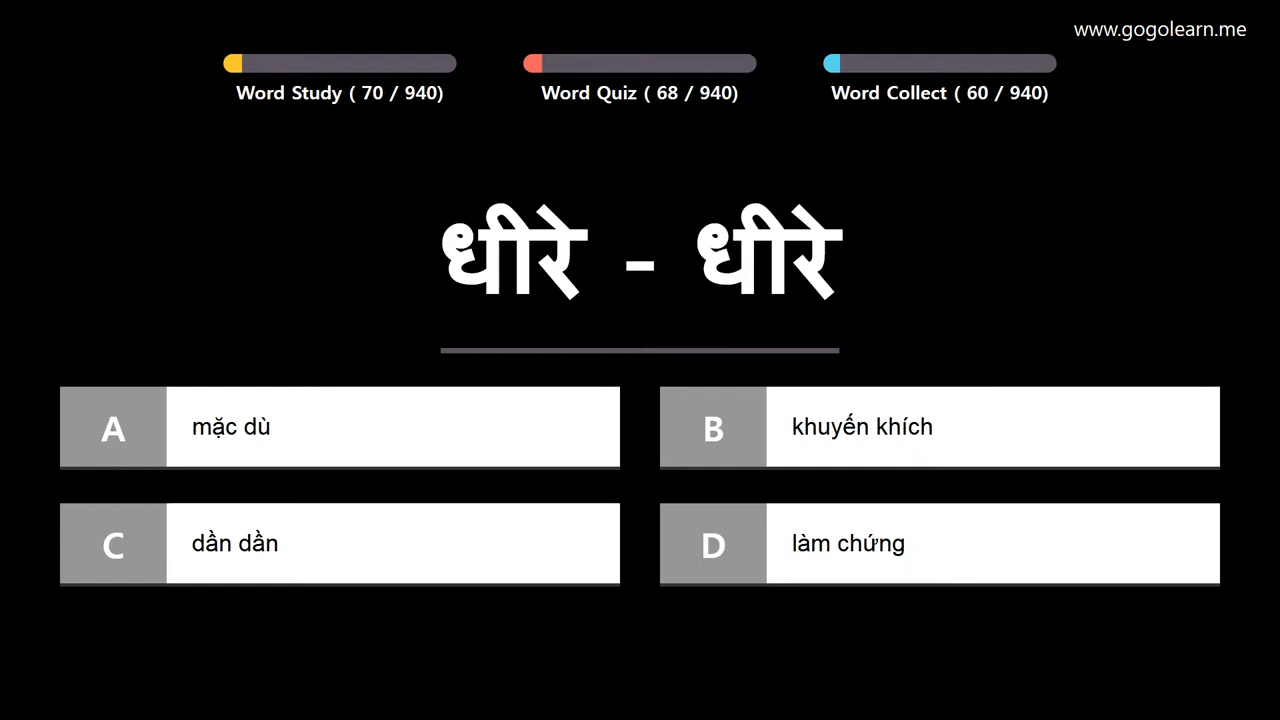 www.gogolearn.me
Word Study ( 70 / 940)
Word Quiz ( 68 / 940)
Word Collect ( 60 / 940)
धीरे - धीरे
A mặc dù
B khuyến khích
C dần dần
D làm chứng